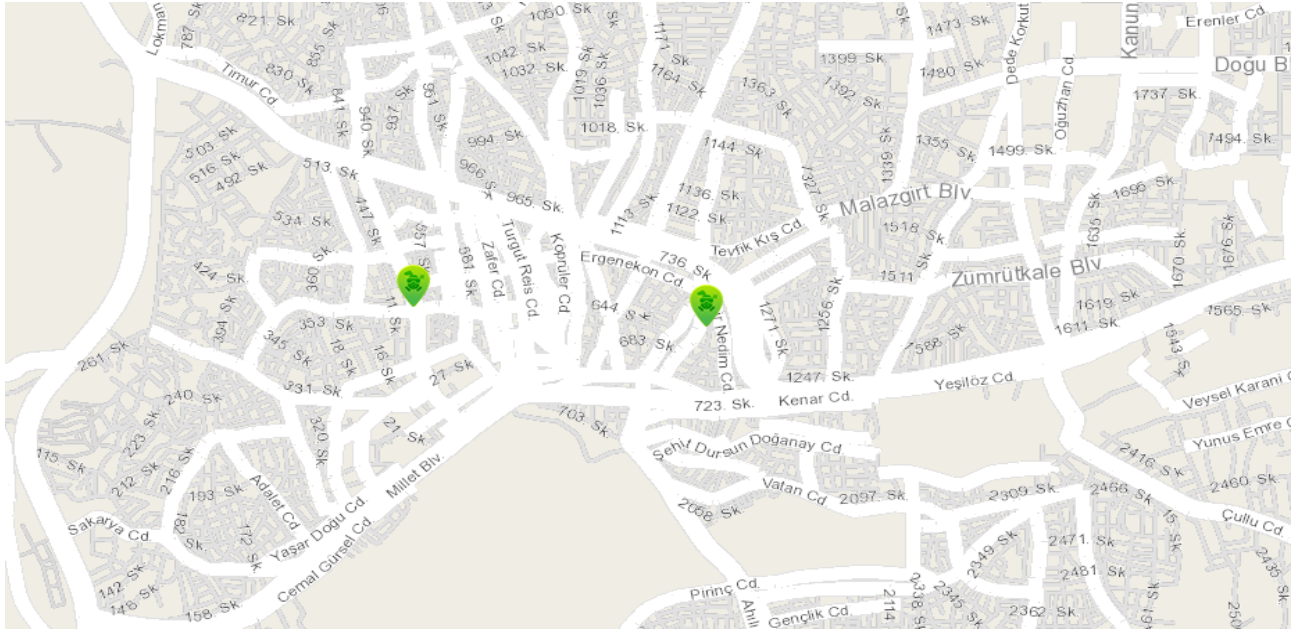 1050. Sk
1473. Sk
Erenler Cd.
821. Sk
787. Sk
Lokman
855. Sk
1171. Sk
Dede Korkut
Kanun
1042. Sk
1399. Sk
Oğuzhan Cd.
1032. Sk
1019. Sk
1036. Sk
1164. Sk
1480. Sk
Doğu Bl
Timur Cd.
830. Sk
841. Sk
961. Sk
1363. Sk
1392. Sk
1737. Sk
940. Sk
937. Sk
1018. Sk.
503. Sk
994. Sk
1144. Sk
1355. Sk
1494. Sk
516. Sk
513. Sk
1339. Sk
1499. Sk.
492. Sk
966. Sk
1136. Sk
1327. Sk
1696. Sk
965. Sk.
1113. Sk
1122. Sk
Malazgirt Blv
534. Sk
447. Sk
1518. Sk
1635. Sk
1676. Sk
557. Sk
581. Sk
Zafer Cd.
Turgut Reis Cd.
Köprüler Cd.
Tevfik Kış Cd.
736. Sk
Ergenekon Cd.
424. Sk
360. Sk
1511.
Zümrütkale Blv
1670. Sk
394. Sk
353. Sk
644. Sk
1271. Sk
1256. Sk
1619. Sk
1565. Sk
345. Sk
18. Sk
16. Sk
683. Sk
Nedim Cd.
1588. Sk
1611. Sk
1543. Sk
261. Sk
331. Sk
27. Sk
1247. Sk.
Yeşilöz Cd.
240. Sk
723. Sk.
Kenar Cd.
Veysel Karani C
223. Sk
320. Sk
21. Sk
703. Sk.
Şehit Dursun Doğanay Cd.
Yunus Emre C
115. Sk
212. Sk
216. Sk
Millet Blv.
2416. Sk
193. Sk
Adalet Cd.
Vatan Cd.
2097. Sk.
2309. Sk
2466. Sk
2460. Sk
2058. Sk
15. Sk
Sakarya Cd.
182. Sk.
172. Sk
Yaşar Doğu Cd.
Cemal Gürsel Cd.
Çullu Cd.
2349. Sk
2471. Sk
2435. Sk
142. Sk
148. Sk
158. Sk
Pirinç Cd.
2338. Sk
2345. Sk
2481. Sk
Gençlik Cd.
2114
2362. Sk